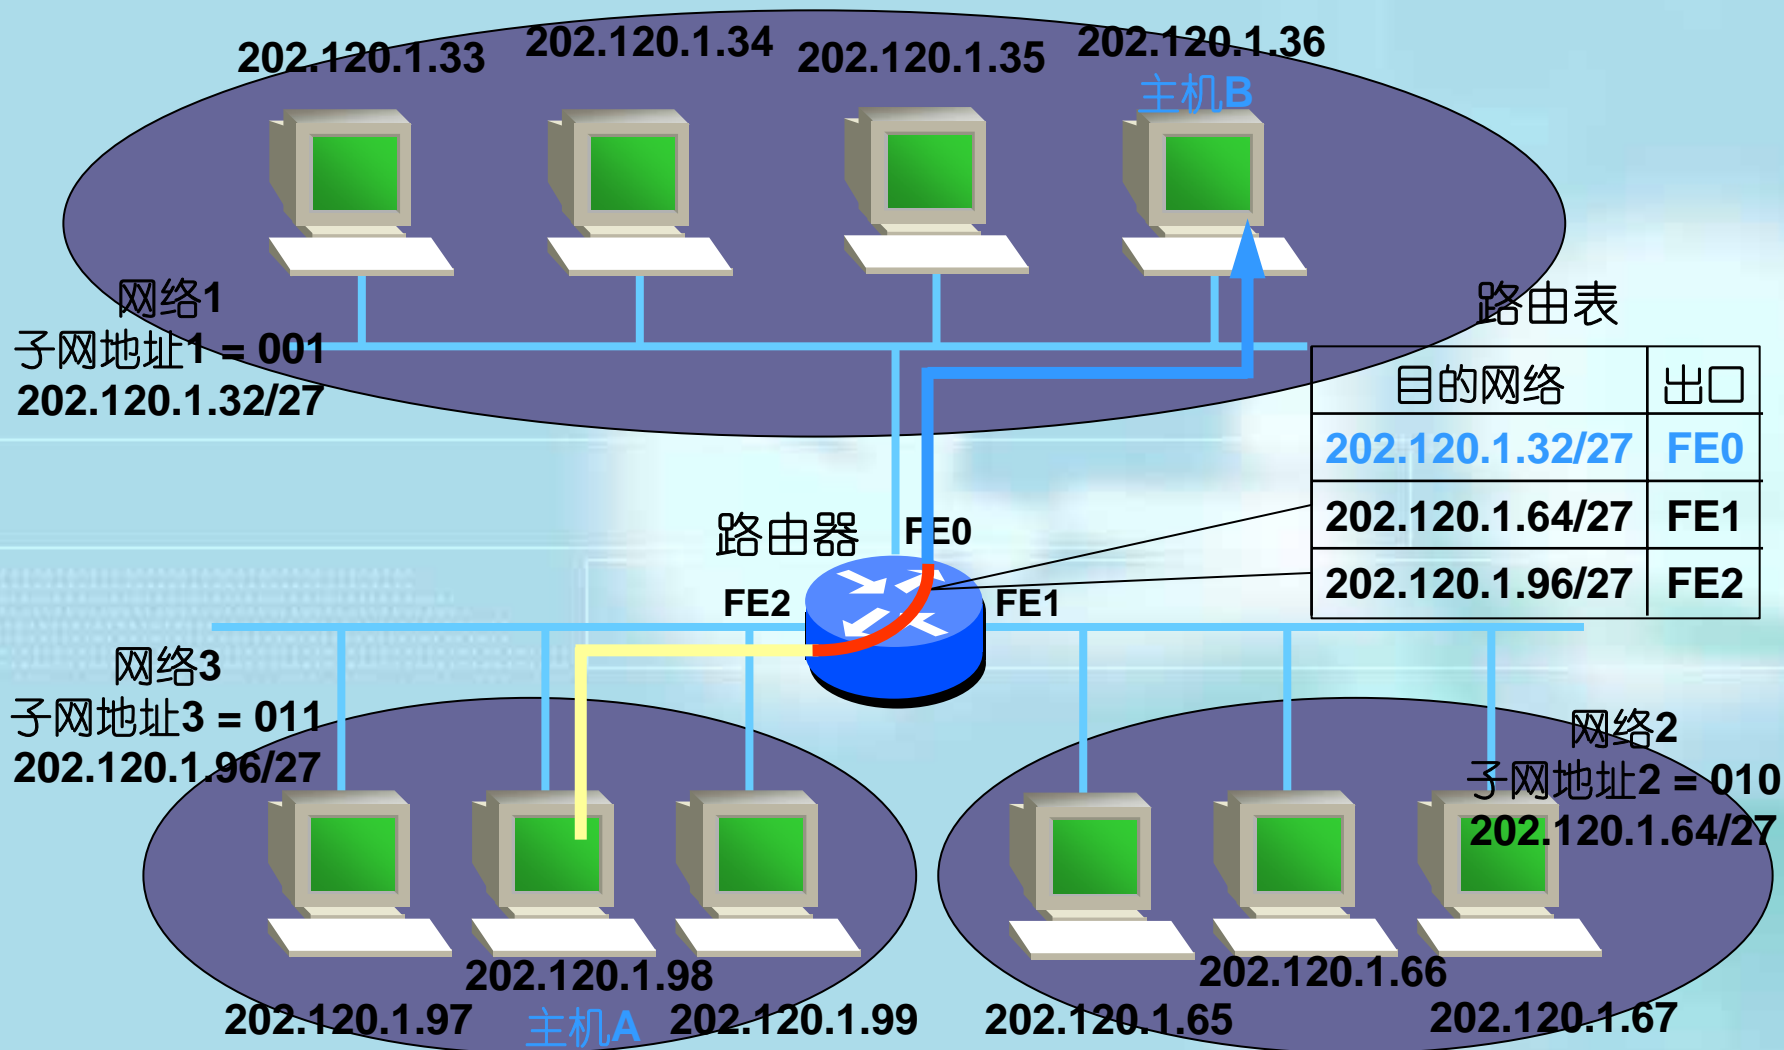 202.120.1.33
202.120.1.34
202.120.1.35
202.120.1.36
主机B
网络1
子网地址1 = 001
202.120.1.32/27
路由表
目的网络 出口
202.120.1.32/27 FE0
202.120.1.64/27 FE1
202.120.1.96/27 FE2
路由器
FE0
FE2
FE1
网络3
子网地址3 = 011
202.120.1.96/27
网络2
子网地址2 = 010
202.120.1.64/27
202.120.1.97
202.120.1.98
主机A
202.120.1.99
202.120.1.65
202.120.1.66
202.120.1.67